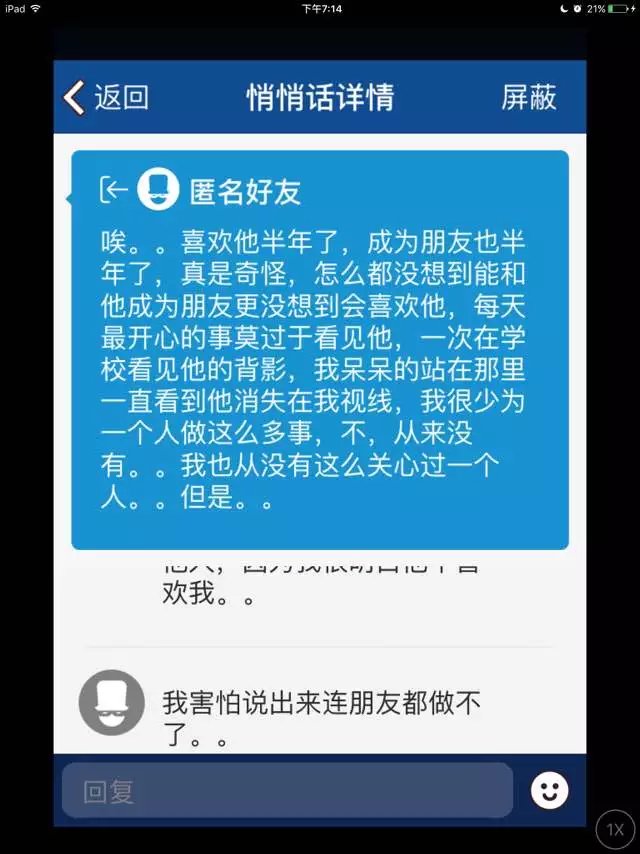 iPad 下午7:14 21%
返回 悄悄话详情 屏蔽
匿名好友
唉。。喜欢他半年了，成为朋友也半
年了，真是奇怪，怎么都没想到能和
他成为朋友更没想到会喜欢他，每天
最开心的事莫过于看见他，一次在学
校看见他的背影，我呆呆的站在那里
一直看到他消失在我视线，我很少为
一个人做这么多事，不，从来没
有。。我也从没有这么关心过一个
人。。但是。。
欢我。。
我害怕说出来连朋友都做不
了。。
回复
1X